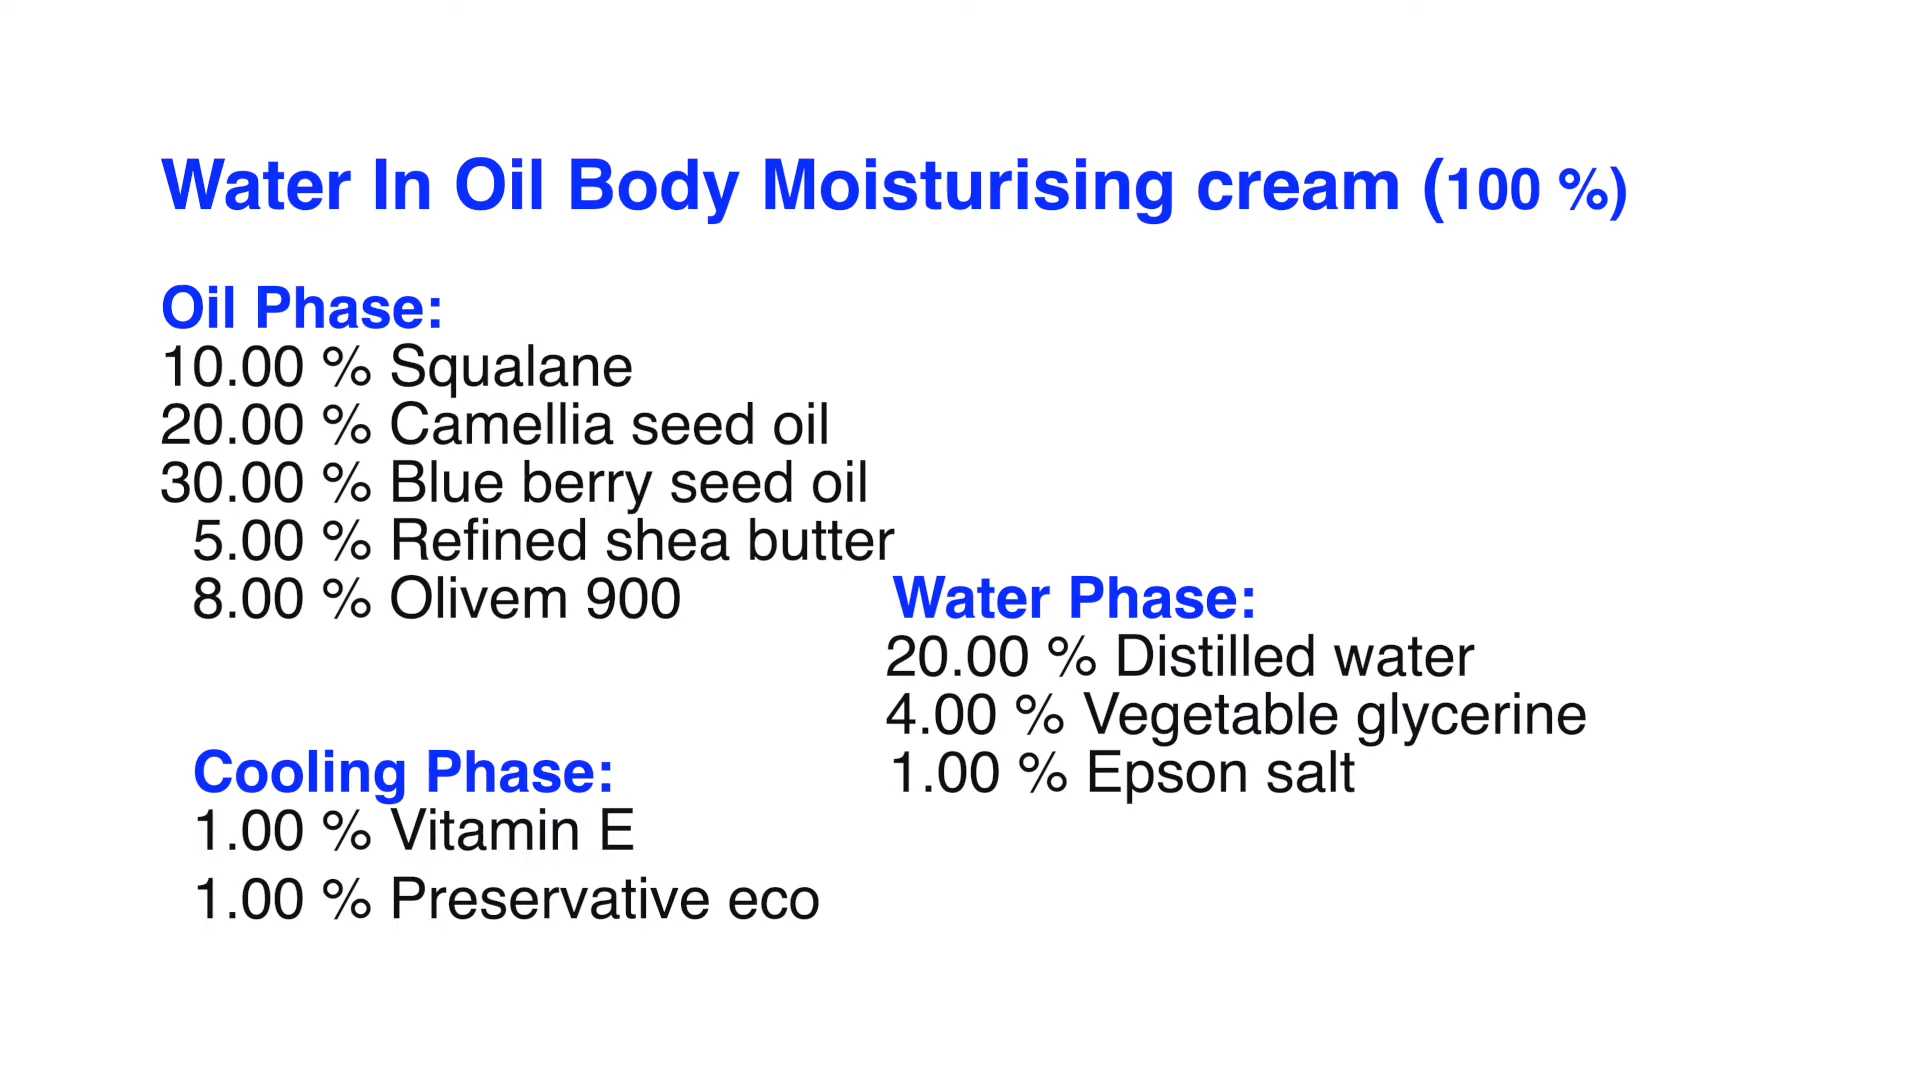 Water In Oil Body Moisturising cream (100 %)
Oil Phase:
10.00 % Squalane
20.00 % Camellia seed oil
30.00 % Blue berry seed oil
5.00 % Refined shea butter
8.00 % Olivem 900
Water Phase:
20.00 % Distilled water
4.00 % Vegetable glycerine
1.00 % Epson salt
Cooling Phase:
1.00 % Vitamin E
1.00 % Preservative eco